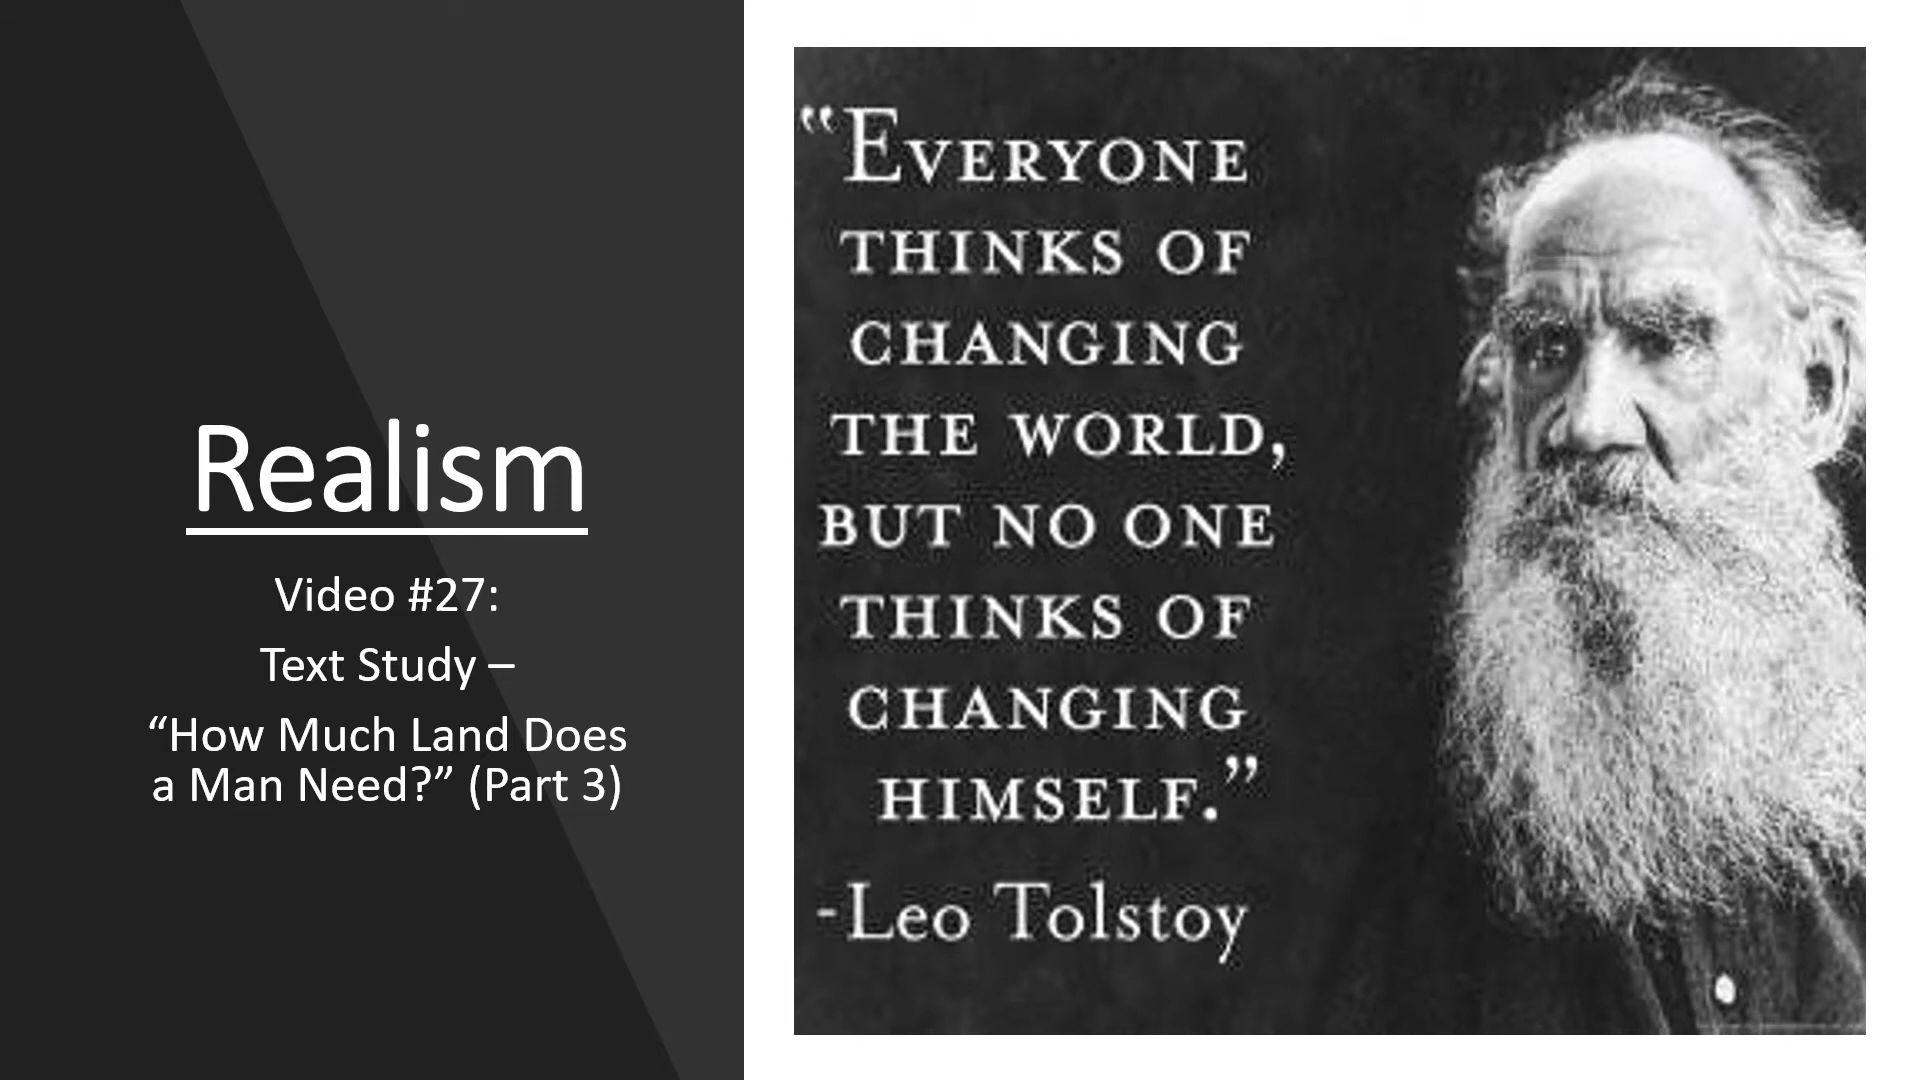 Realism
Video #27:
Text Study –
“How Much Land Does
a Man Need?” (Part 3)
“Everyone
thinks of
changing
the world,
but no one
thinks of
changing
himself.”
-Leo Tolstoy